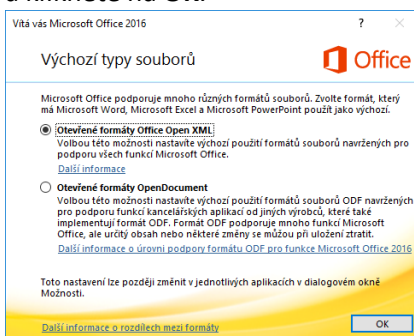 Vítá vás Microsoft Office 2016
?
Výchozí typy souborů
Office
Microsoft Office podporuje mnoho různých formátů souborů. Zvolte formát, který
má Microsoft Word, Microsoft Excel a Microsoft PowerPoint použít jako výchozí.
Otevřené formáty Office Open XML
Volbou této možnosti nastavíte výchozí použití formátů souborů navržených pro
podporu všech funkcí Microsoft Office.
Další informace
Otevřené formáty OpenDocument
Volbou této možnosti nastavíte výchozí použití formátů souborů ODF navržených
pro podporu funkcí kancelářských aplikací od jiných výrobců, které také
implementují formát ODF. Formát ODF podporuje mnoho funkcí Microsoft
Office, ale určitý obsah nebo některé změny se můžou při uložení ztratit.
Další informace o úrovni podpory formátu ODF pro funkce Microsoft Office 2016
Toto nastavení lze později změnit v jednotlivých aplikacích v dialogovém okně
Možnosti.
Další informace o rozdílech mezi formáty
OK